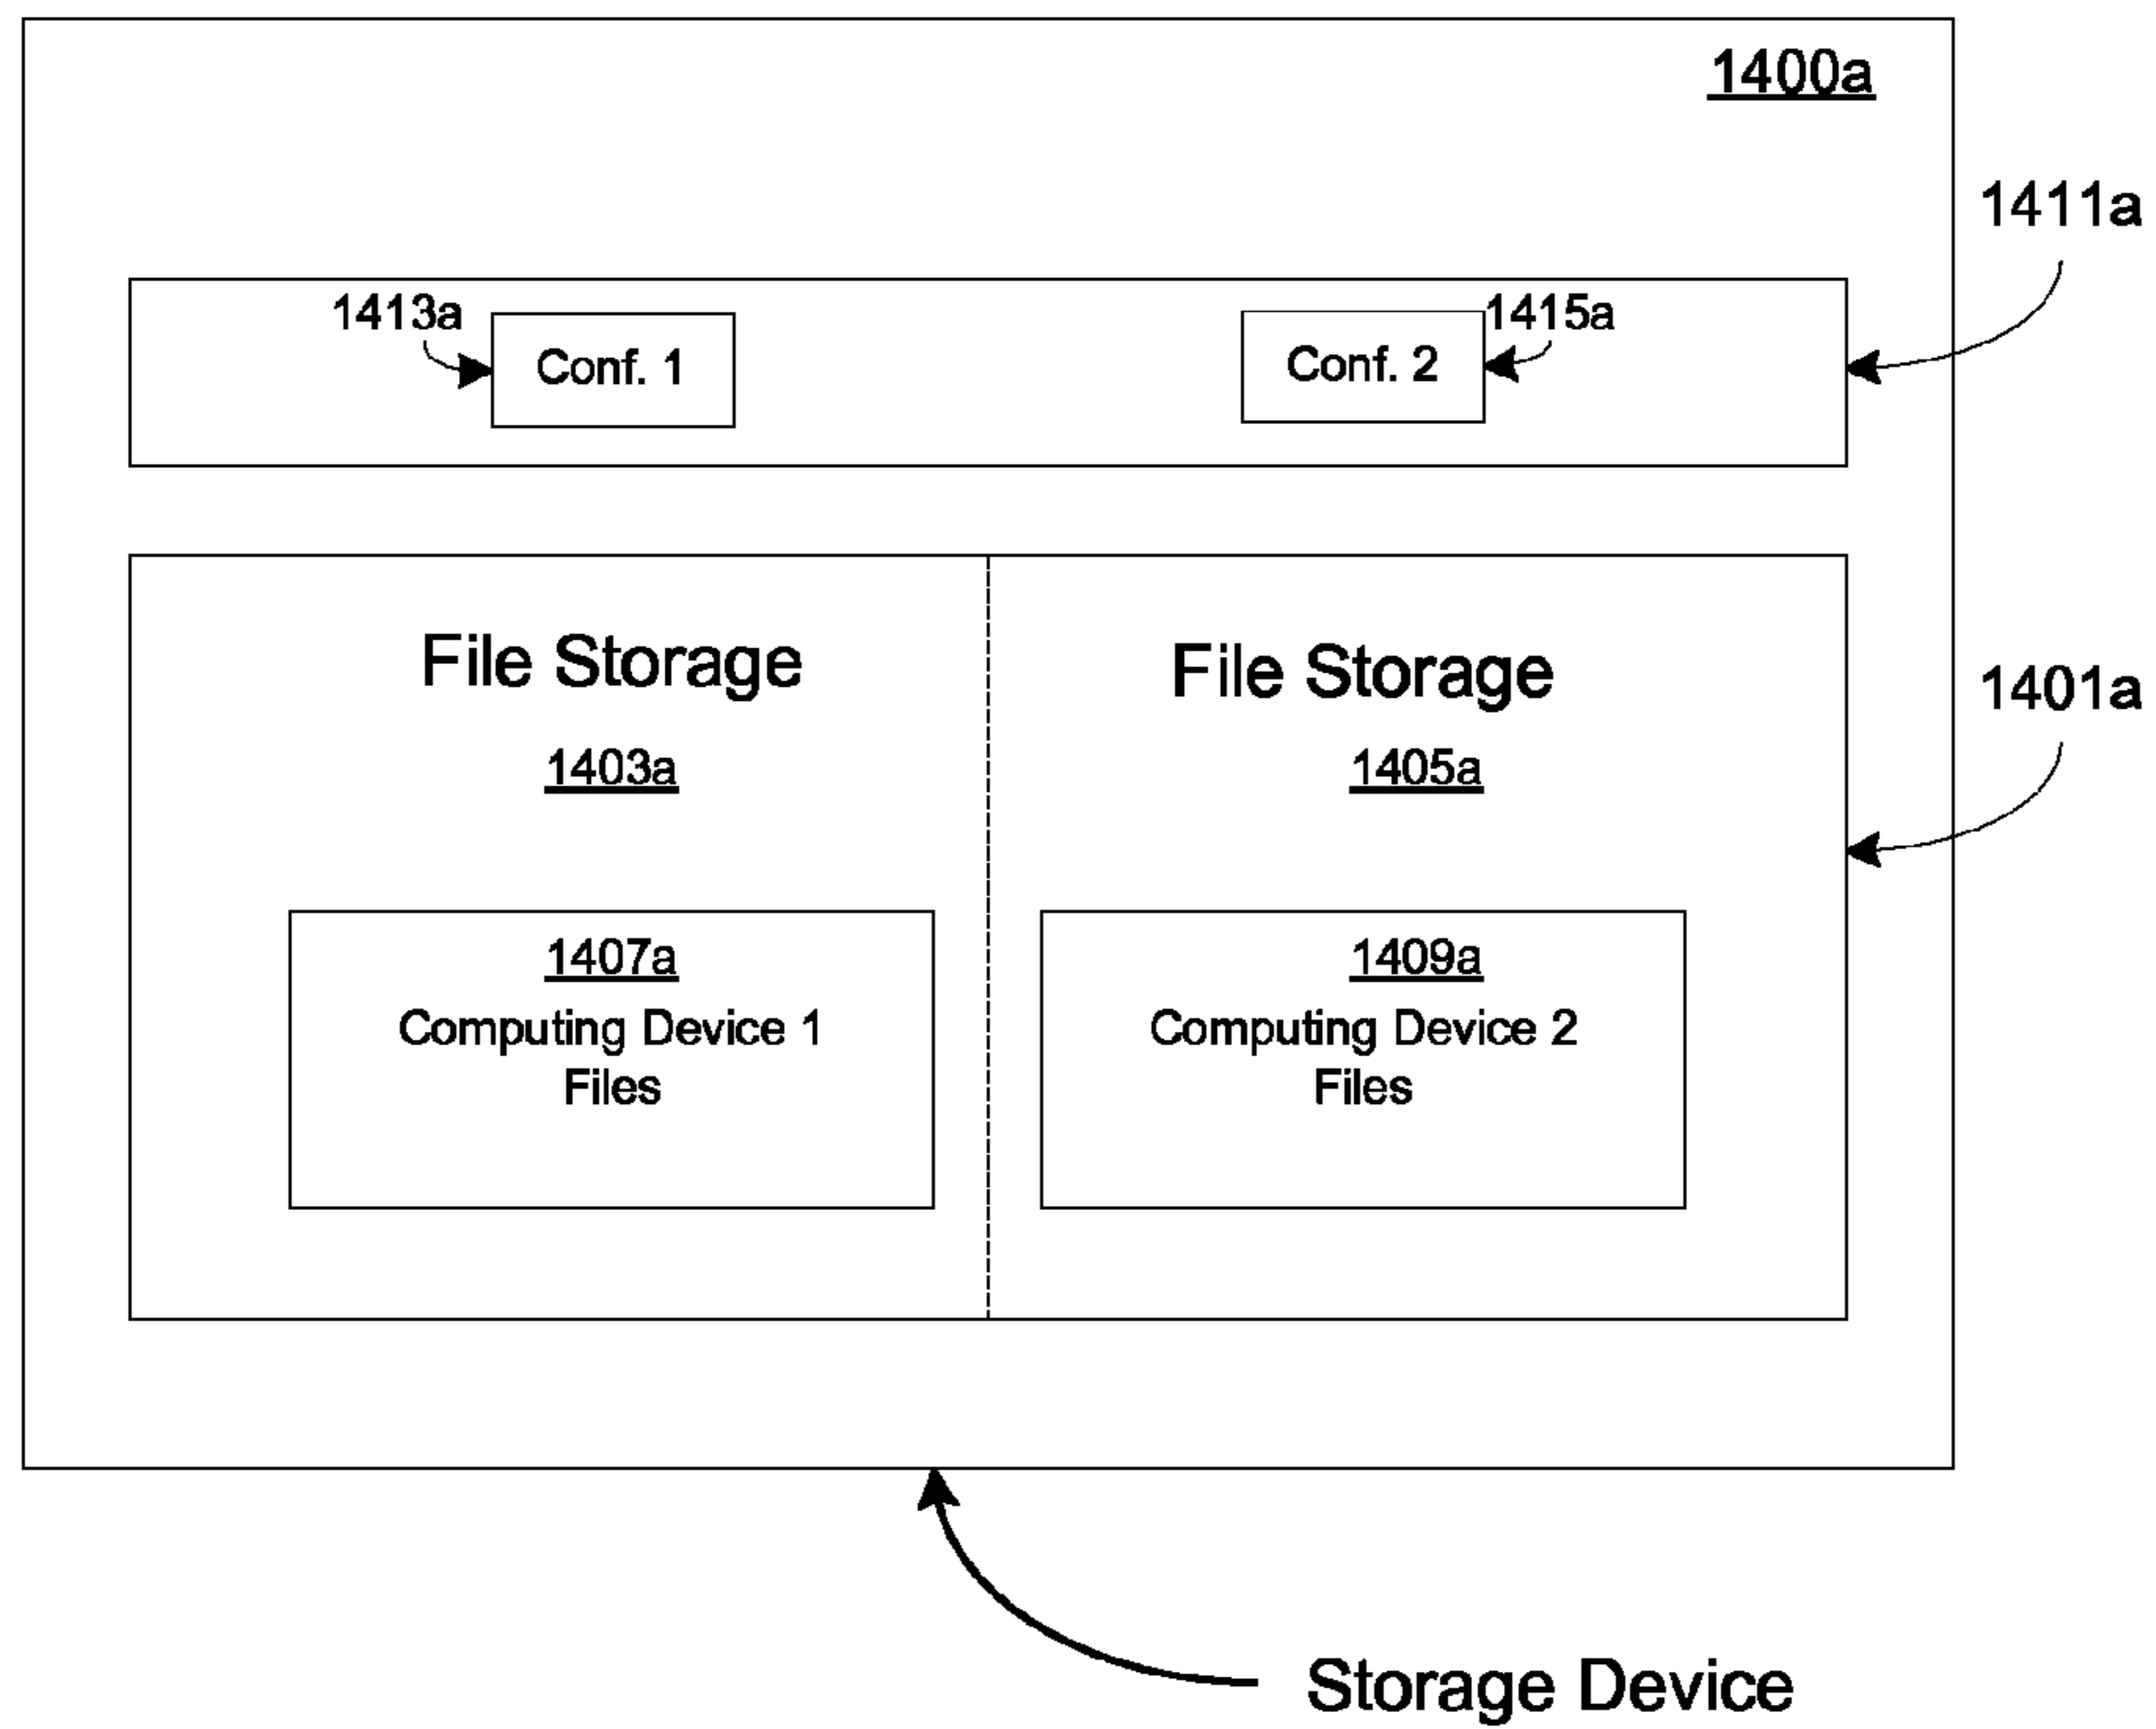 1400a
1411a
1413a
1415a
Conf. 1
Conf. 2
File Storage
File Storage
1401a
1403a
1405a
1407a
Computing Device 1
Files
1409a
Computing Device 2
Files
Storage Device